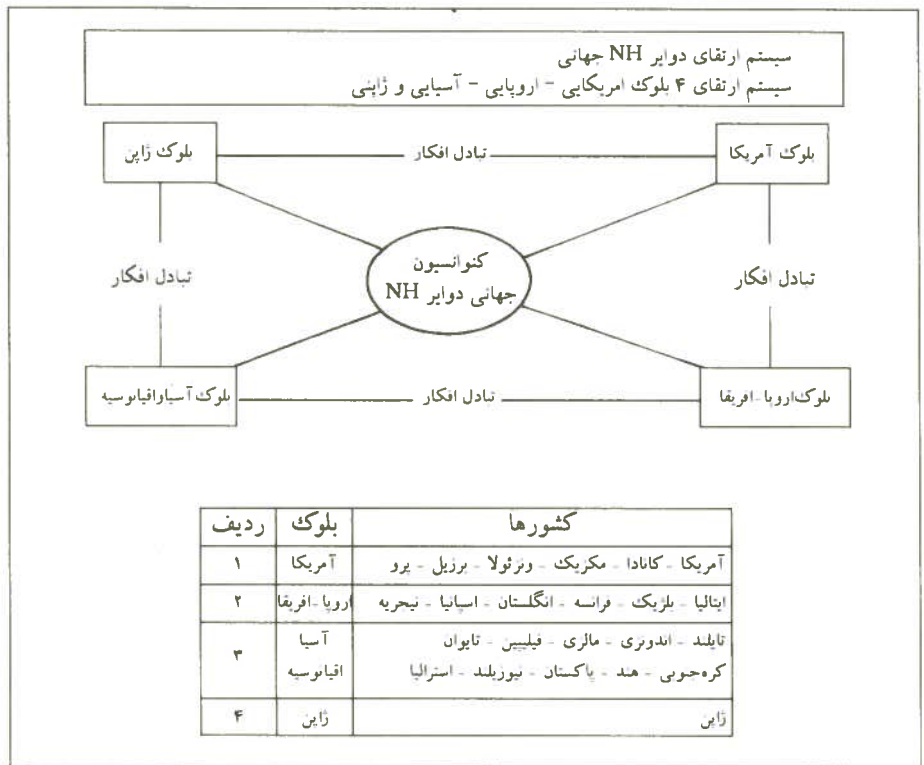 سیستم ارتقای دوایر NH جهانی
سیستم ارتقای ۴ بلوک امریکایی - اروپایی - آسیایی و ژاپنی
بلوک آمریکا
تبادل افکار
بلوک ژاپن
تبادل افکار
کنوانسیون
جهانی دوایر NH
تبادل افکار
بلوک اروپا - افریقا
تبادل افکار
بلوک آسیا واقیانوسیه
کشورها بلوک ردیف
آمریکا - کانادا - مکزیک - ونزئولا - برزیل - پرو آمریکا ۱
ایتالیا - بلژیک - فرانسه - انگلستان - اسپانیا - نیجریه اروپا - افریقا ۲
تایلند - اندونزی - مالزی - فیلیپین - تایوان آسیا ۳
کره جنوبی - هند - پاکستان - نیوزیلند - استرالیا اقیانوسیه
ژاپن ژاپن ۴